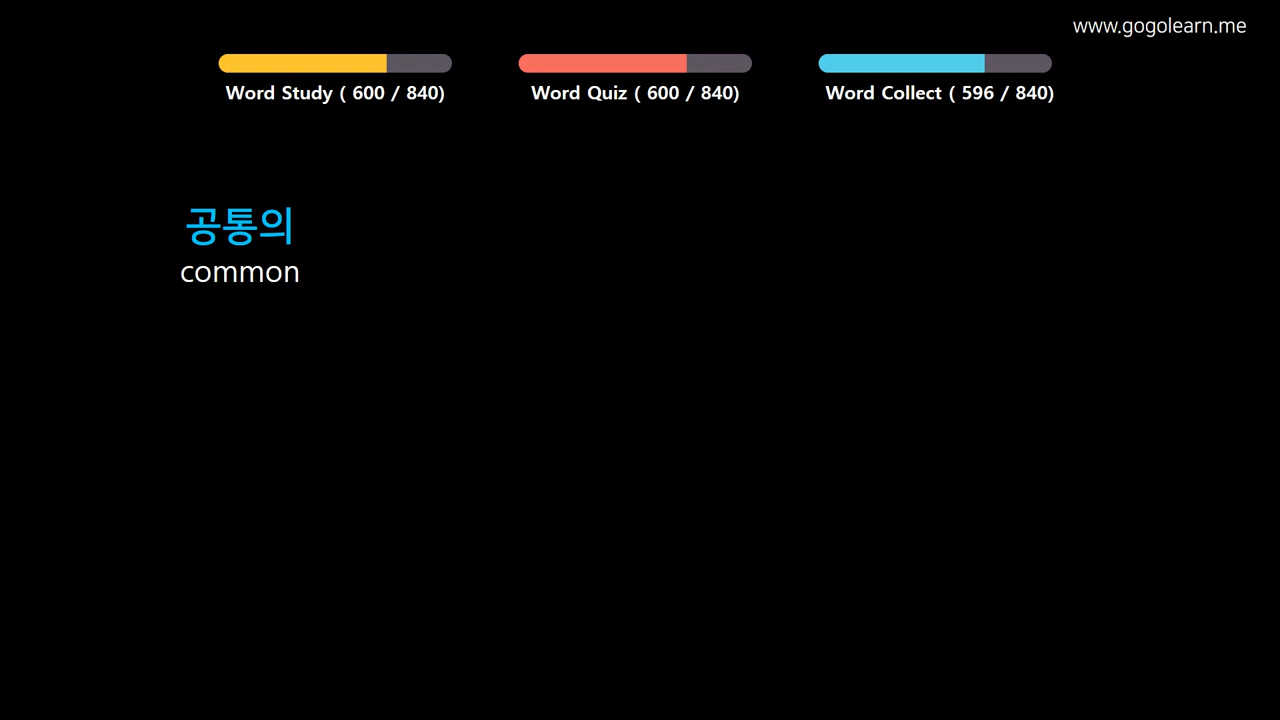 www.gogolearn.me
Word Study ( 600 / 840)
Word Quiz ( 600 / 840)
Word Collect ( 596 / 840)
공통의
common